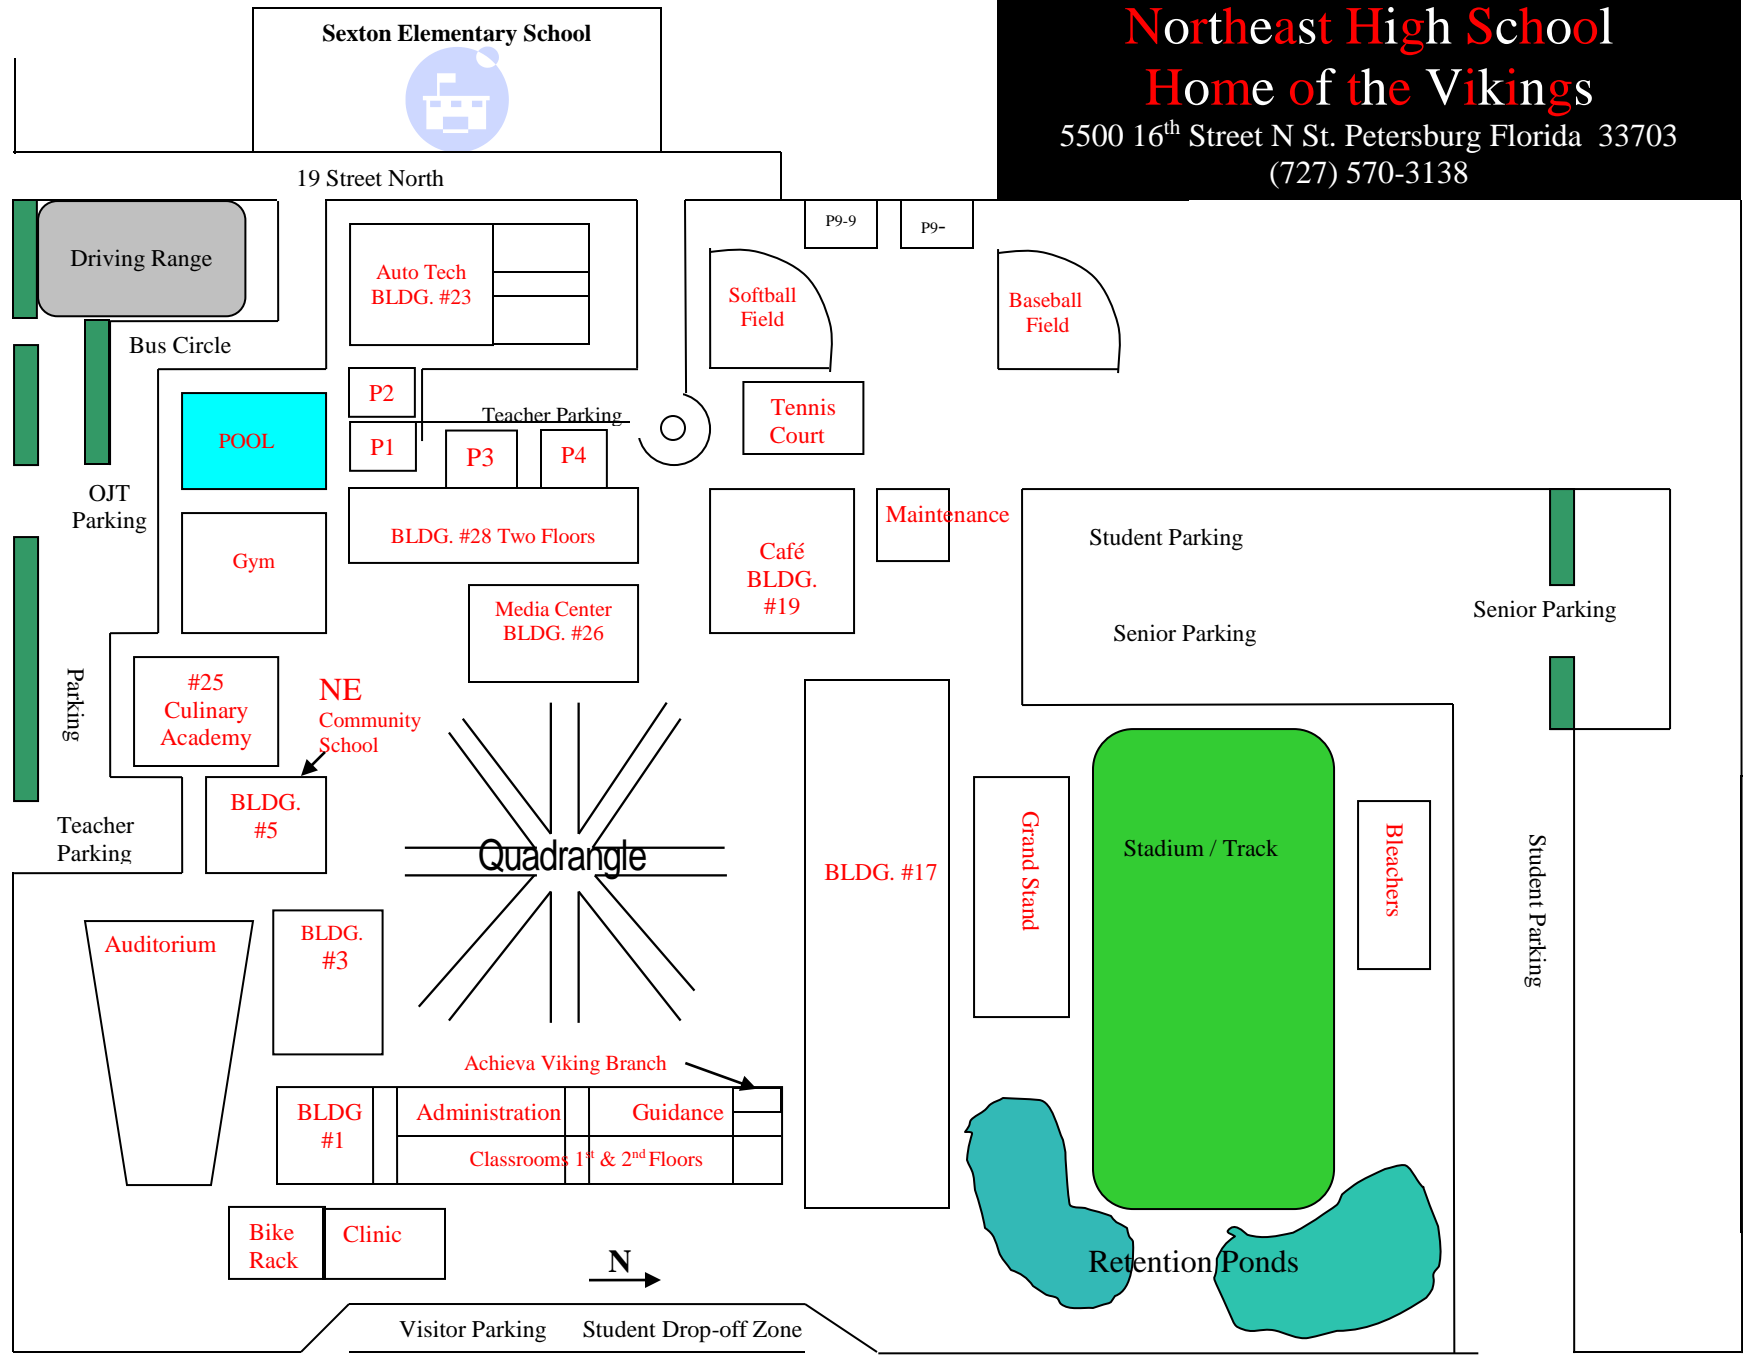 Sexton Elementary School
Northeast High School
Home of the Vikings
5500 16th Street N St. Petersburg Florida 33703
(727) 570-3138
19 Street North
Driving Range
Auto Tech
BLDG. #23
P9-9
P9-
Softball
Field
Baseball
Field
Bus Circle
P2
Teacher Parking
Tennis
Court
POOL
P1
P3
P4
OJT
Parking
Gym
BLDG. #28 Two Floors
Café
BLDG.
#19
Maintenance
Student Parking
Senior Parking
Senior Parking
Media Center
BLDG. #26
Parking
#25
Culinary
Academy
NE
Community
School
BLDG.
#5
Teacher
Parking
Quadrangle
BLDG. #17
Grand Stand
Stadium / Track
Bleachers
Student Parking
Auditorium
BLDG.
#3
Achieva Viking Branch
BLDG
#1
Administration
Guidance
Classrooms 1st & 2nd Floors
Bike
Rack
Clinic
N
Retention Ponds
Visitor Parking
Student Drop-off Zone